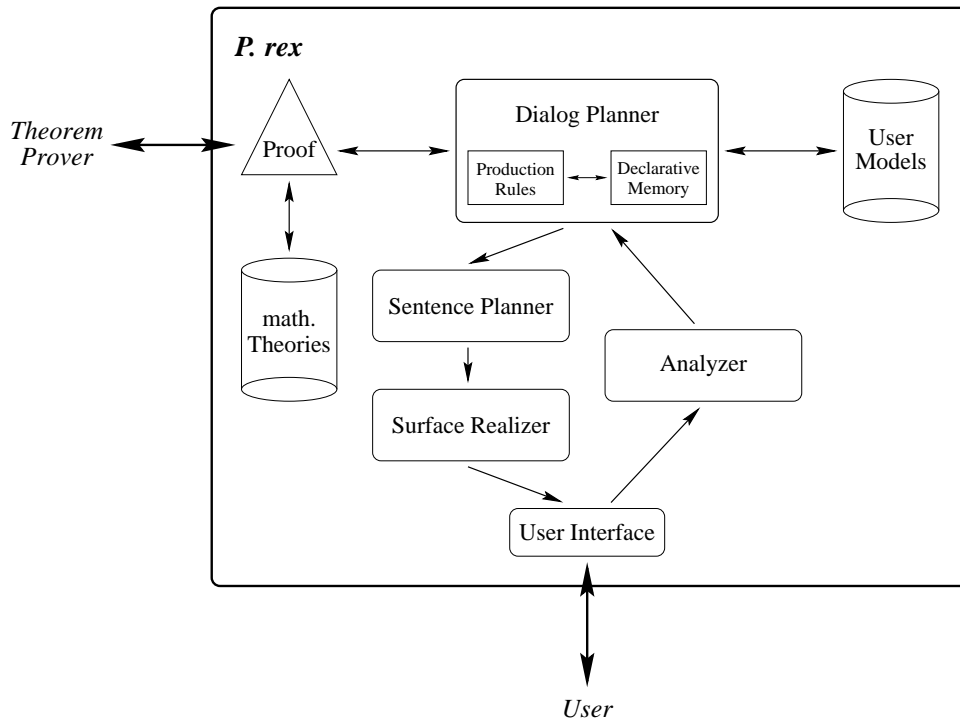 P. rex
Theorem
Prover
Proof
Dialog Planner
Production
Rules
Declarative
Memory
User
Models
math.
Theories
Sentence Planner
Analyzer
Surface Realizer
User Interface
User